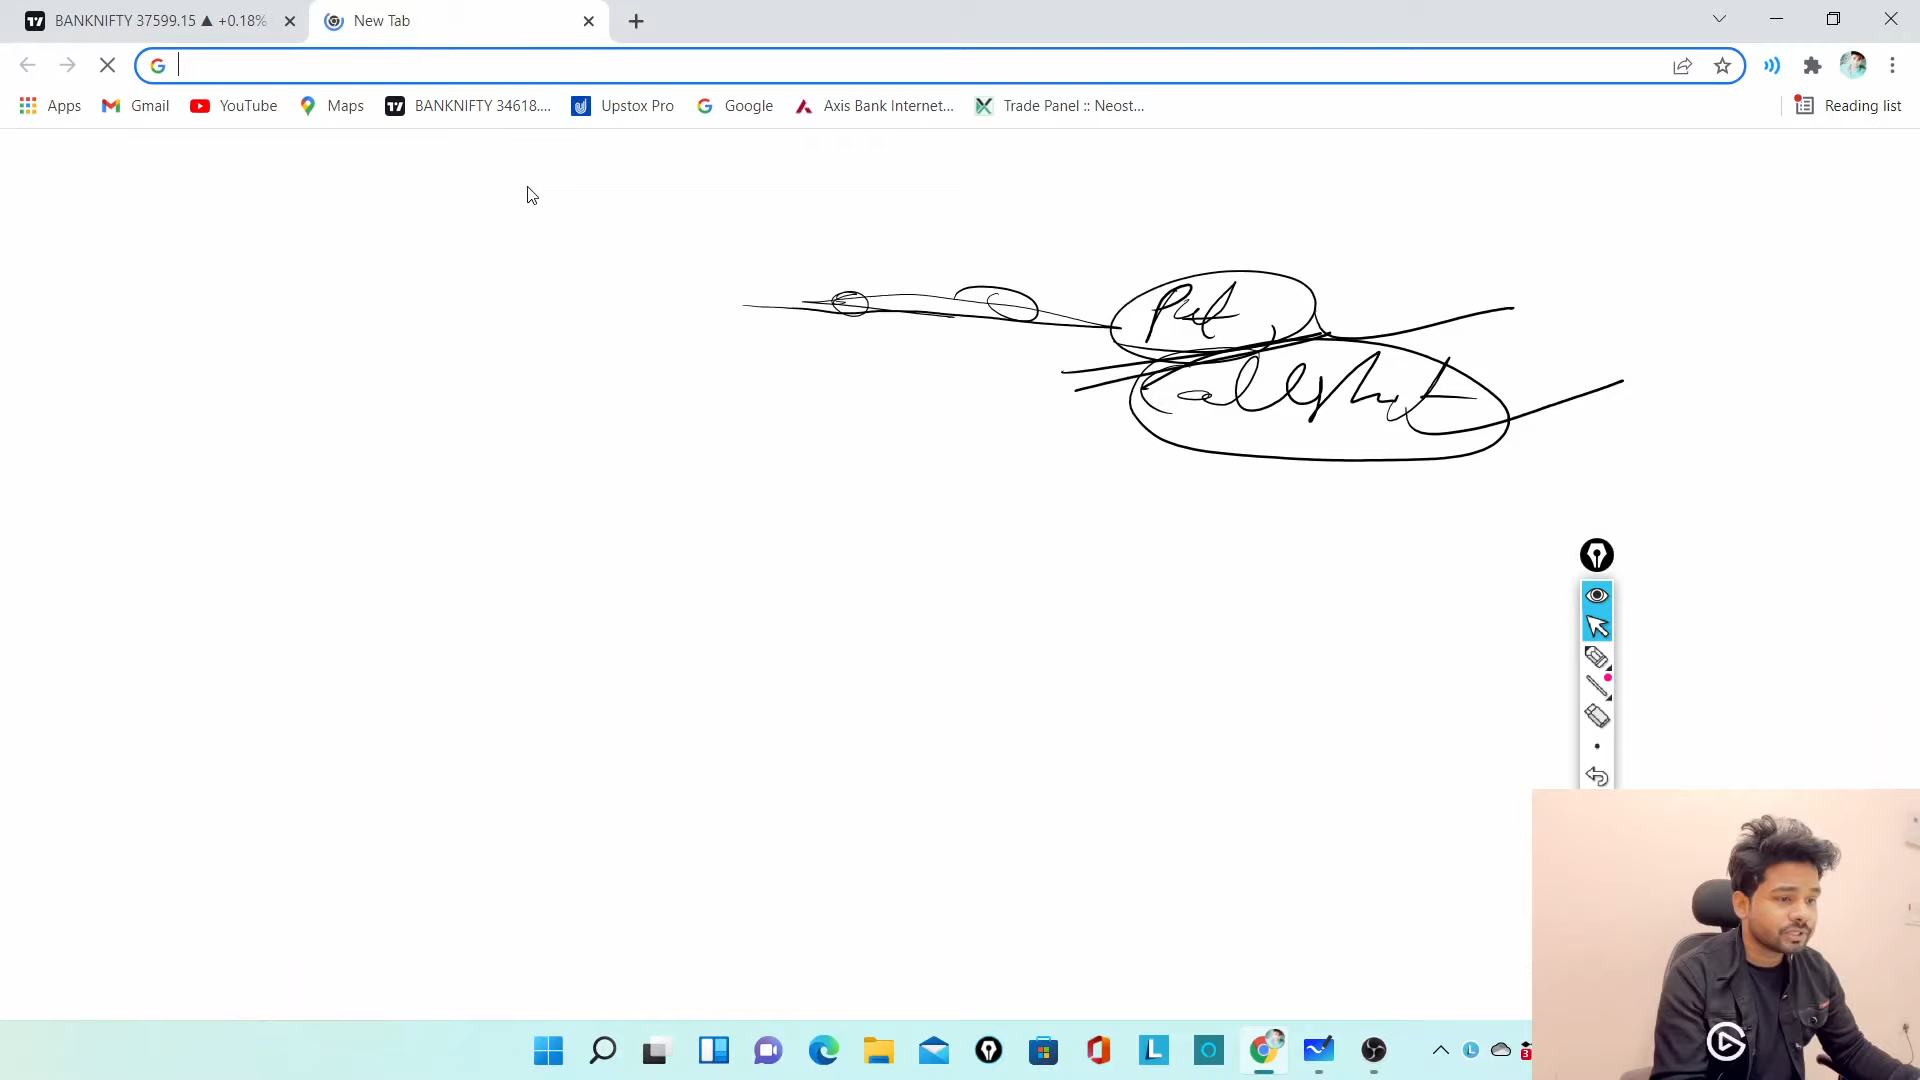 BANKNIFTY 37599.15 ▲ +0.18%
New Tab
Apps Gmail YouTube Maps BANKNIFTY 34618.... Upstox Pro Google Axis Bank Internet... Trade Panel :: Neost... Reading list
Put